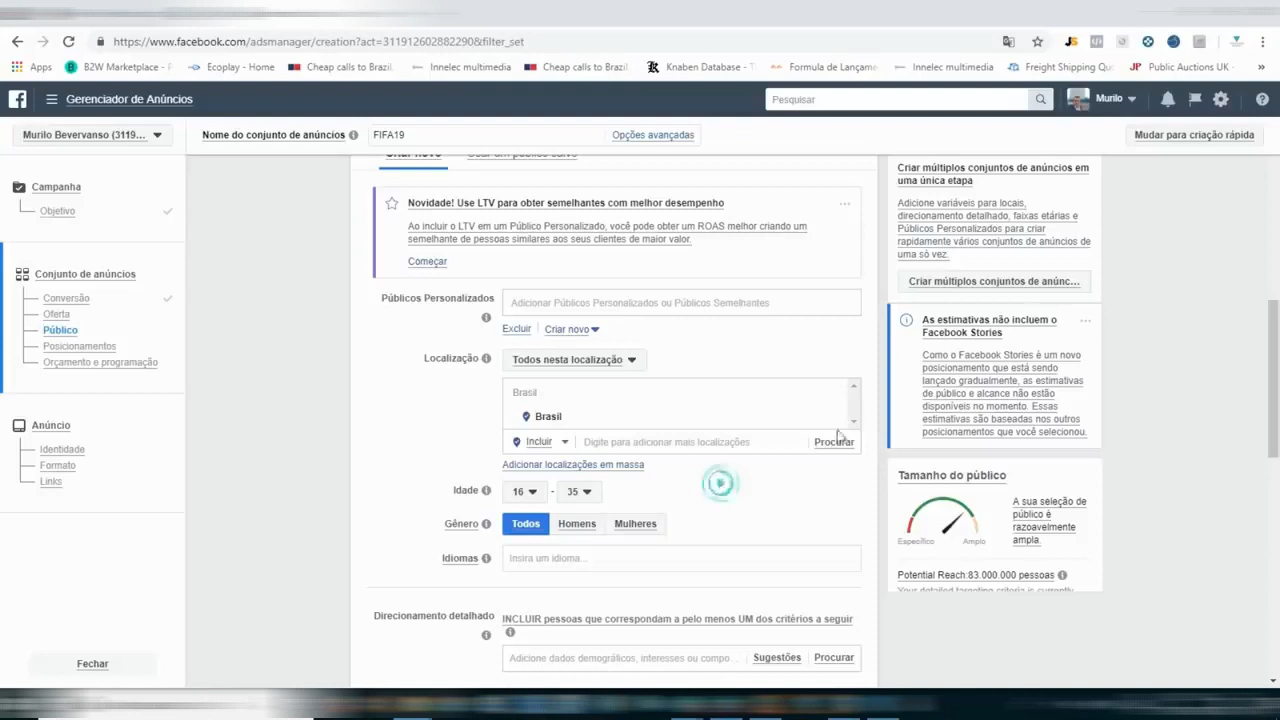 https://www.facebook.com/adsmanager/creation?act=311912602882290&filter_set
Apps
B2W Marketplace -
Ecoplay - Home
Cheap calls to Brazil
Innelec multimedia
Cheap calls to Brazil
Knaben Database - T
Formula de Lançame
Innelec multimedia
Freight Shipping Qu
JP Public Auctions UK -
Gerenciador de Anúncios
Pesquisar
Murilo
Murilo Bevervanso (3119...
Nome do conjunto de anúncios
FIFA19
Opções avançadas
Mudar para criação rápida
Campanha
Objetivo
Conjunto de anúncios
Conversão
Oferta
Público
Posicionamentos
Orçamento e programação
Anúncio
Identidade
Formato
Links
Fechar
Criar novo
Usar um público salvo
Novidade! Use LTV para obter semelhantes com melhor desempenho
Ao incluir o LTV em um Público Personalizado, você pode obter um ROAS melhor criando um
semelhante de pessoas similares aos seus clientes de maior valor.
Começar
Públicos Personalizados
Adicionar Públicos Personalizados ou Públicos Semelhantes
Excluir
Criar novo
Localização
Todos nesta localização
Brasil
Brasil
Incluir
Digite para adicionar mais localizações
Procurar
Adicionar localizações em massa
Idade
16 - 35
Gênero
Todos
Homens
Mulheres
Idiomas
Insira um idioma...
Direcionamento detalhado
INCLUIR pessoas que correspondam a pelo menos UM dos critérios a seguir
Adicione dados demográficos, interesses ou compo...
Sugestões
Procurar
Criar múltiplos conjuntos de anúncios em
uma única etapa
Adicione variáveis para locais,
direcionamento detalhado, faixas etárias e
Públicos Personalizados para criar
rapidamente vários conjuntos de anúncios de
uma só vez.
Criar múltiplos conjuntos de anúnc...
As estimativas não incluem o
Facebook Stories
Como o Facebook Stories é um novo
posicionamento que está sendo
lançado gradualmente, as estimativas
de público e alcance não estão
disponíveis no momento. Essas
estimativas são baseadas nos outros
posicionamentos que você selecionou.
Tamanho do público
Específico
Amplo
A sua seleção de
público é
razoavelmente
ampla.
Potential Reach:83.000.000 pessoas
Your detailed targeting criteria is currently